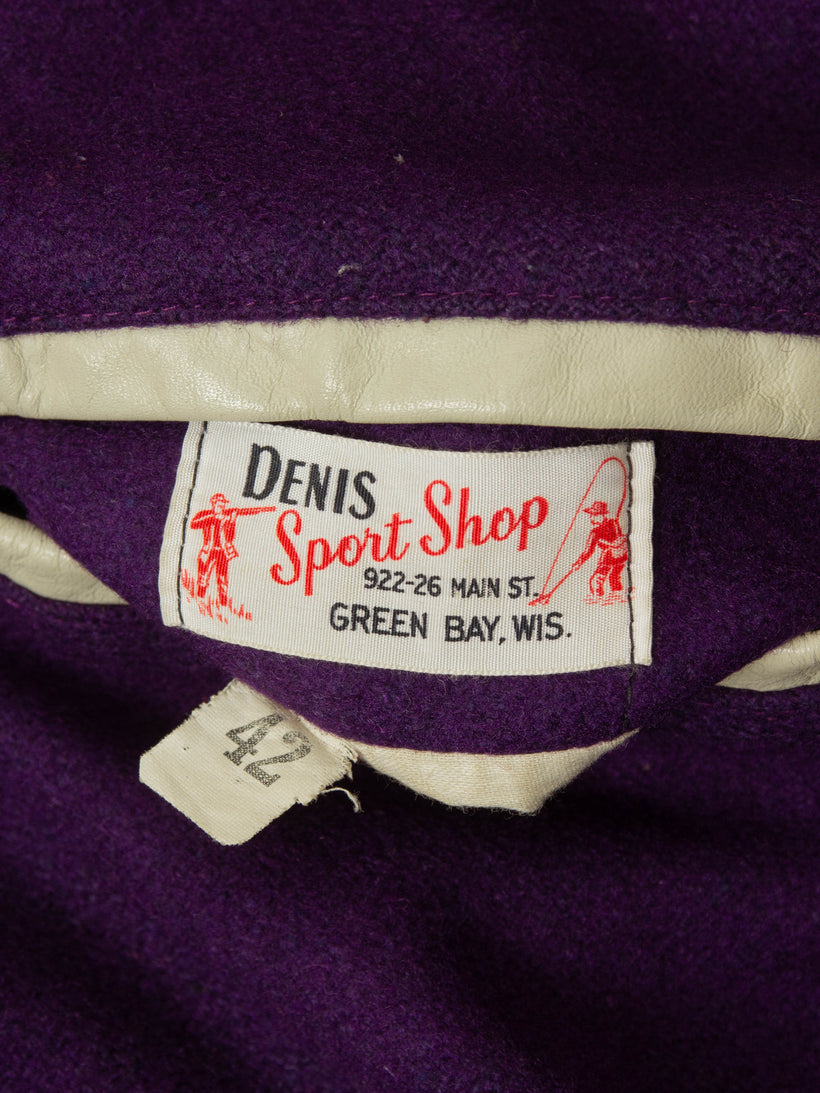 DENIS
Sport Shop
922-26 MAIN ST.
GREEN BAY, WIS.
42